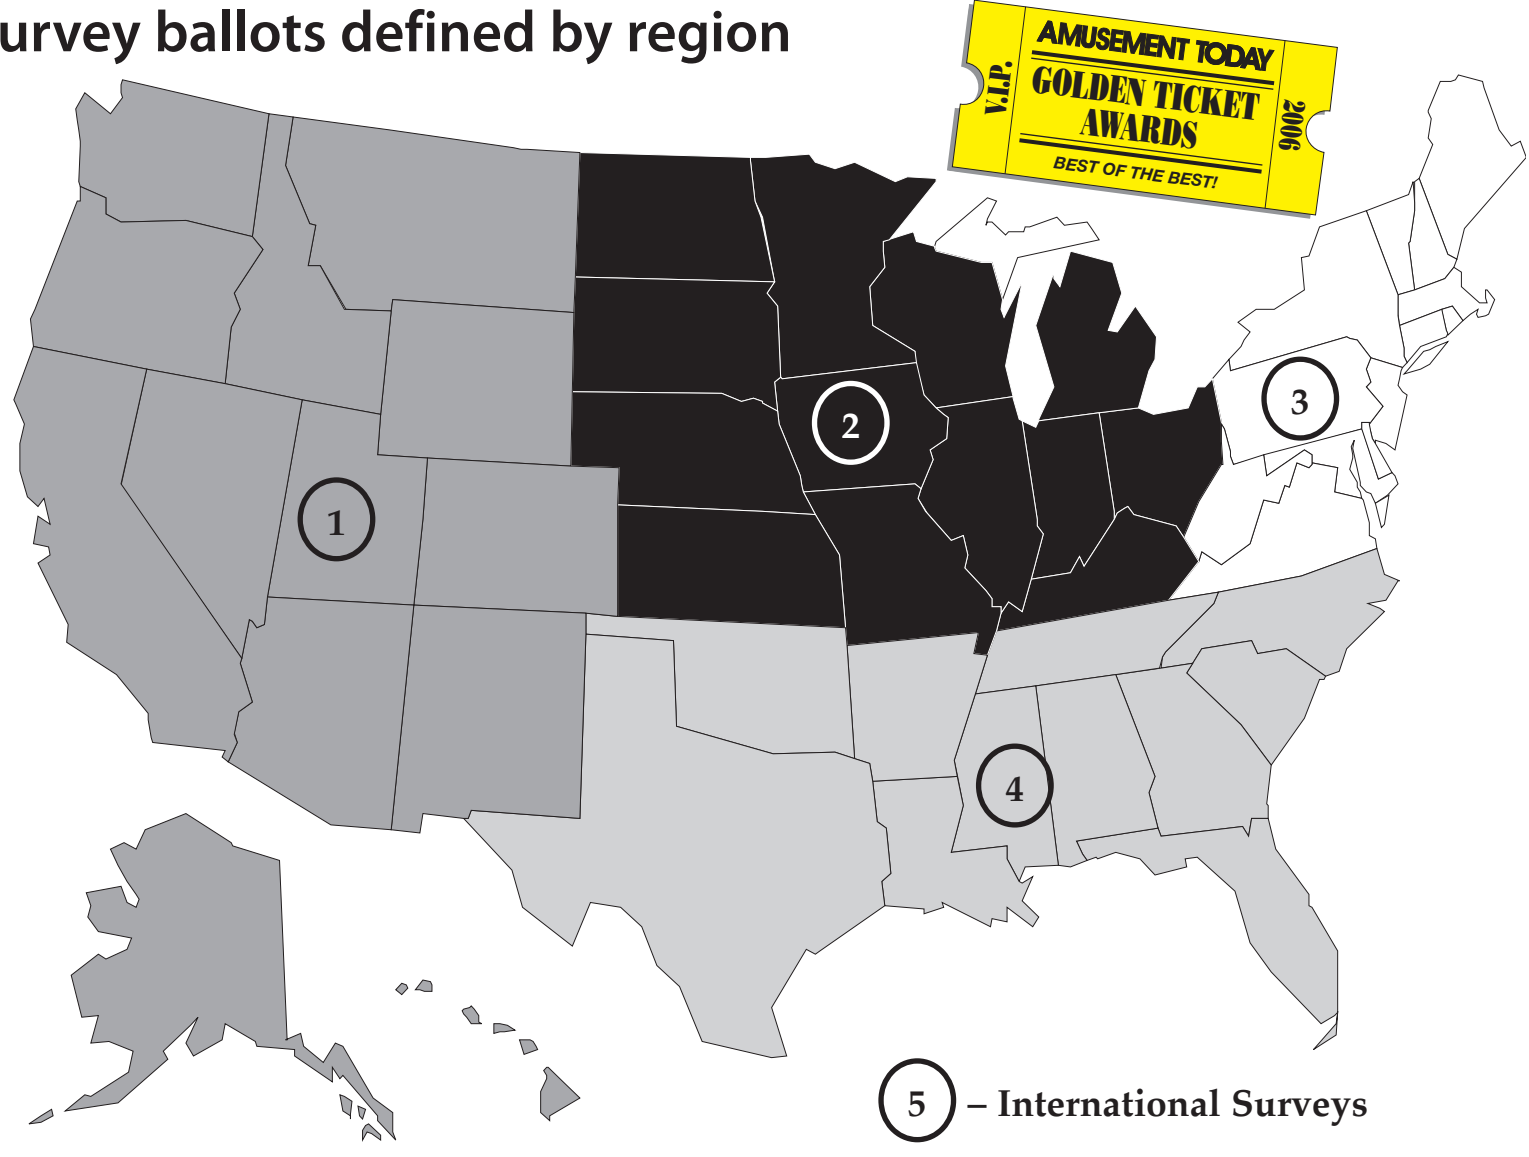 urvey ballots defined by region
AMUSEMENT TODAY
V.I.P.
GOLDEN TICKET
AWARDS
2006
BEST OF THE BEST!
3
2
1
4
5 – International Surveys